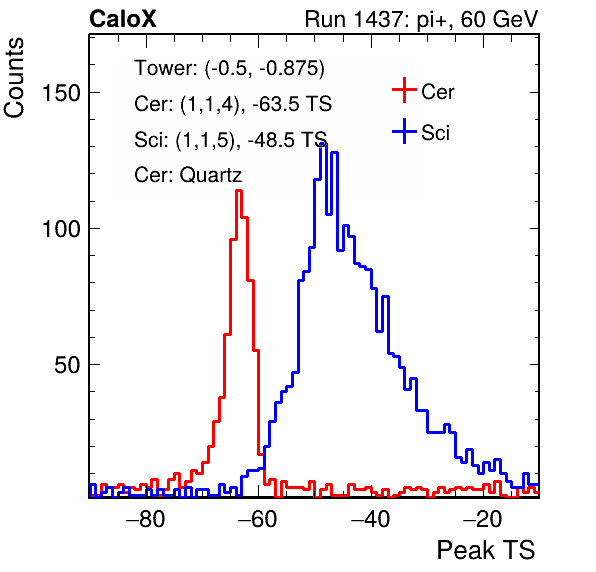 CaloX Run 1437: pi+, 60 GeV
Counts
Tower: (-0.5, -0.875)
Cer: (1,1,4), -63.5 TS
Sci: (1,1,5), -48.5 TS
Cer: Quartz
Cer
Sci
150
100
50
−80 −60 −40 −20
Peak TS